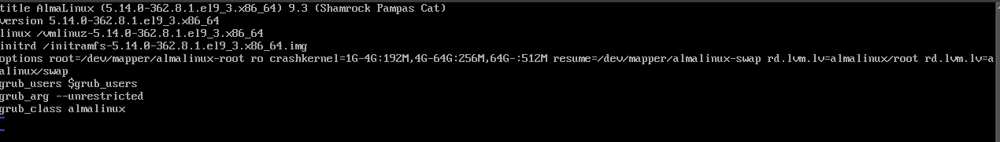 title AlmaLinux (5.14.0-362.8.1.el9_3.x86_64) 9.3 (Shamrock Pampas Cat)
version 5.14.0-362.8.1.el9_3.x86_64
linux /vmlinuz-5.14.0-362.8.1.el9_3.x86_64
initrd /initramfs-5.14.0-362.8.1.el9_3.x86_64.img
options root=/dev/mapper/almalinux-root ro crashkernel=1G-4G:192M,4G-64G:256M,64G-:512M resume=/dev/mapper/almalinux-swap rd.lvm.lv=almalinux/root rd.lvm.lv=a
almalinux/swap
grub_users $grub_users
grub_arg --unrestricted
grub_class almalinux
~
~